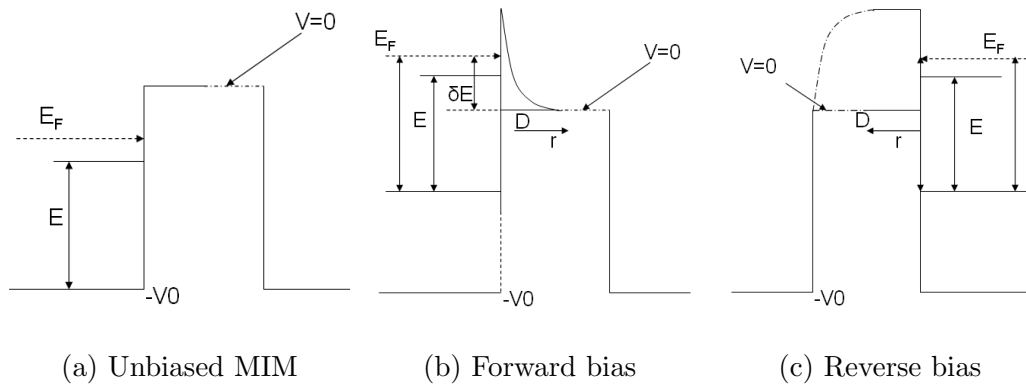 V=0
E_F
E
-V0
E_F
δE
E
D
r
V=0
-V0
V=0
E_F
D
r
E
-V0
(a) Unbiased MIM
(b) Forward bias
(c) Reverse bias